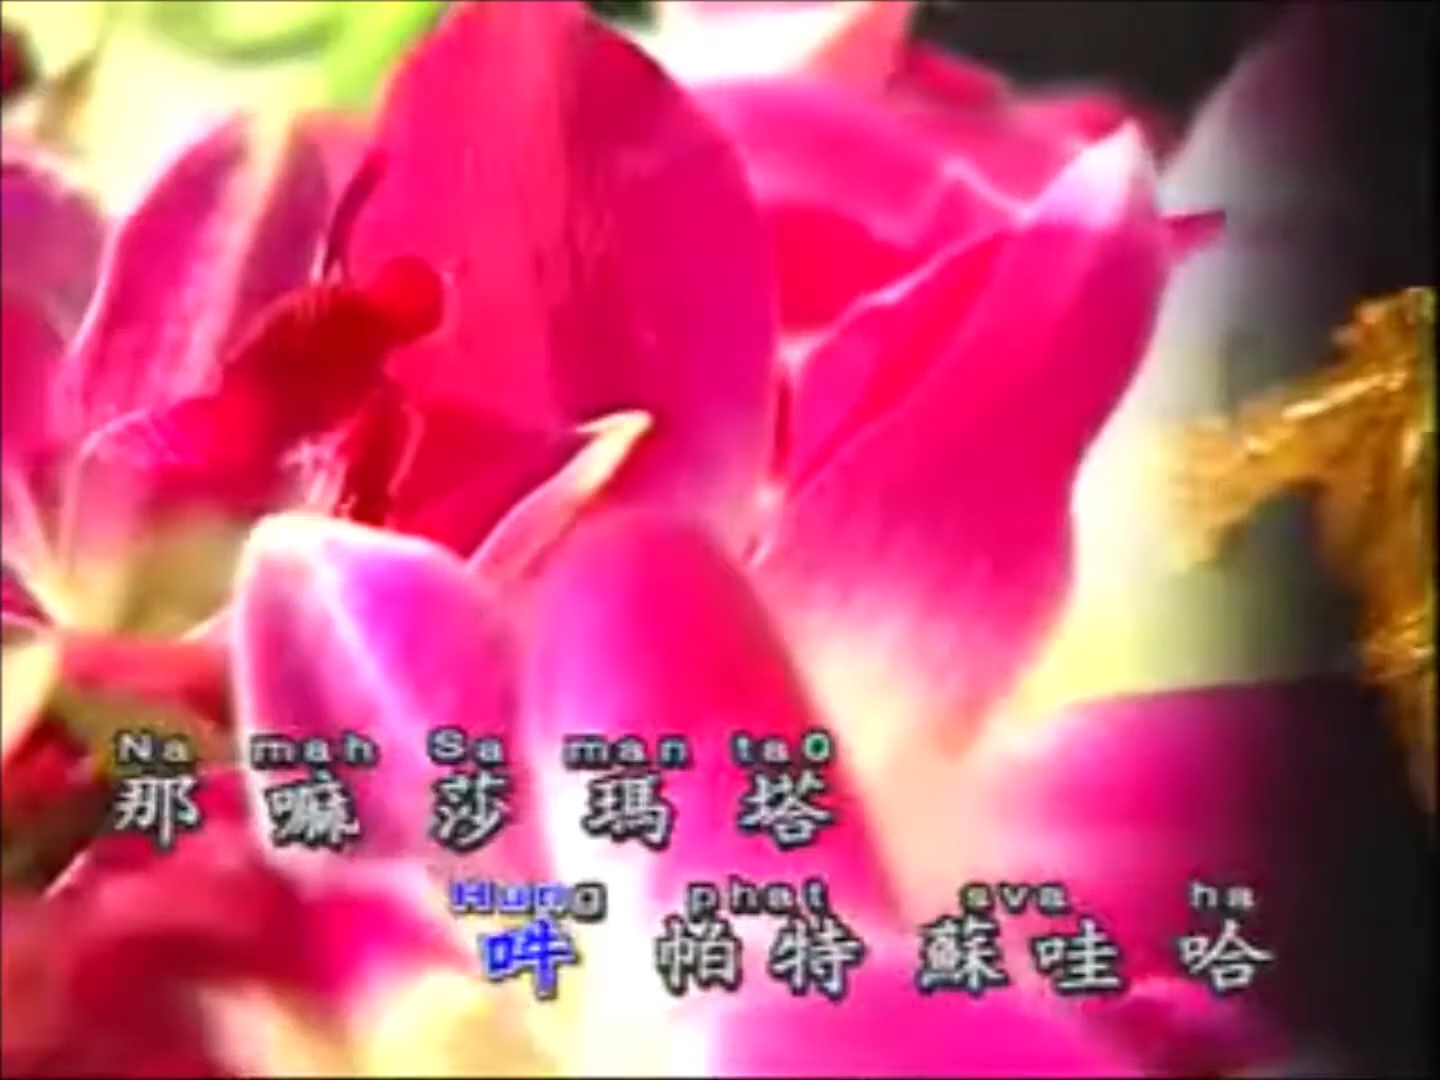 Na mah Sa man ta0
那 嘛 莎 瑪 塔
Hung phat sva ha
吽 帕 特 蘇 哇 哈